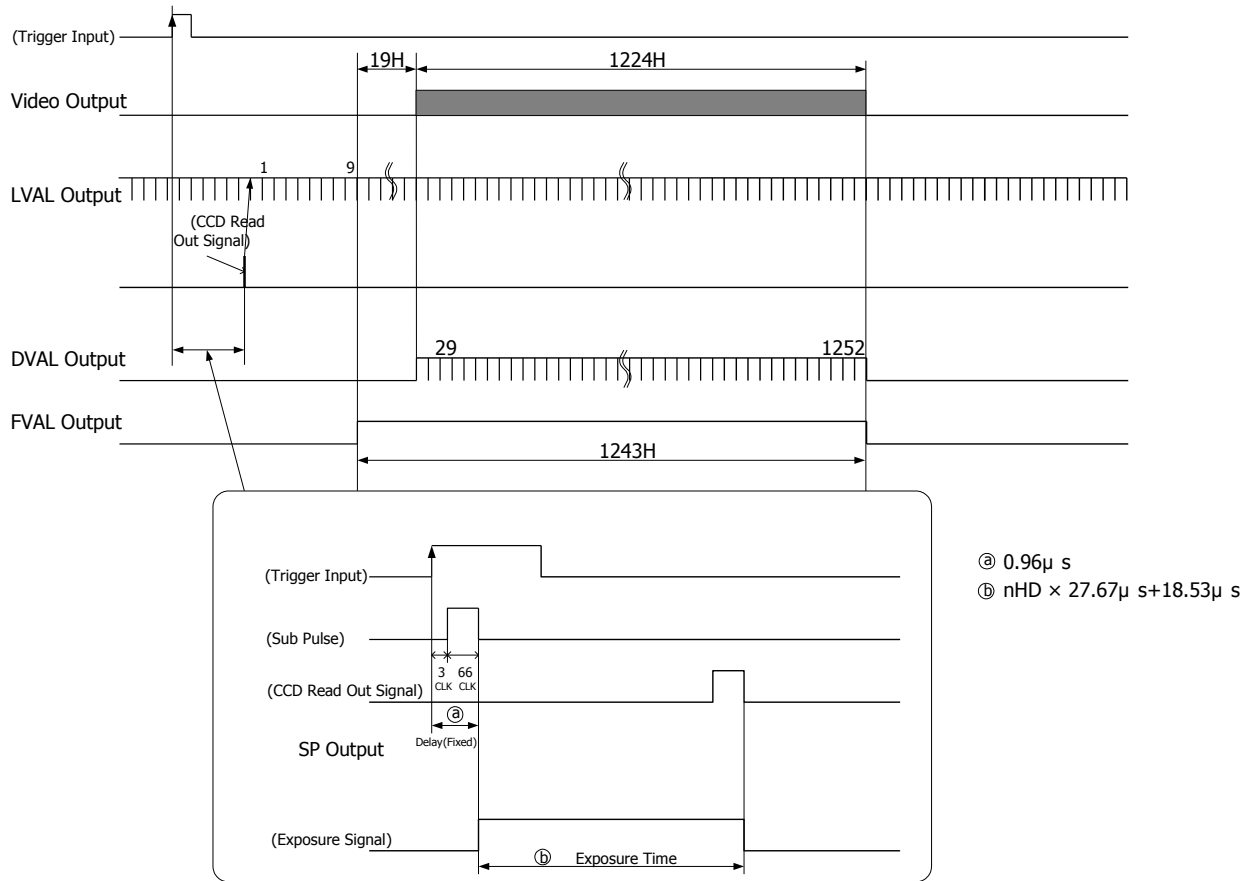 (Trigger Input)
19H
1224H
Video Output
1
9
LVAL Output
(CCD Read
Out Signal)
DVAL Output
29
1252
FVAL Output
1243H
(Trigger Input)
(Sub Pulse)
3
CLK
66
CLK
(CCD Read Out Signal)
ⓐ
Delay(Fixed)
SP Output
(Exposure Signal)
ⓑ Exposure Time
ⓐ 0.96μ s
ⓑ nHD × 27.67μ s+18.53μ s